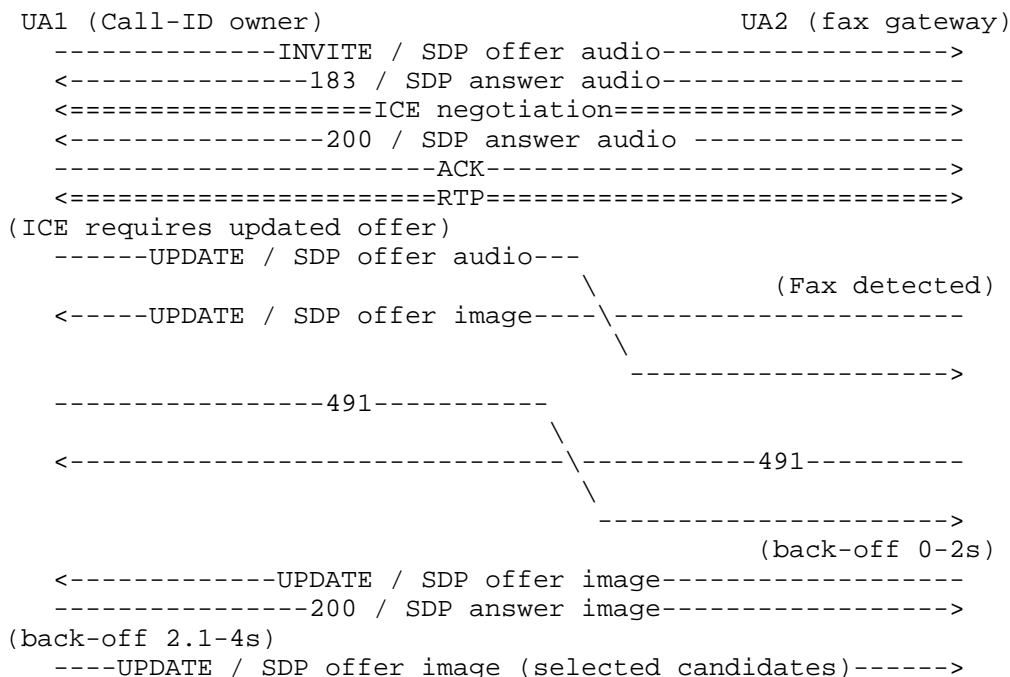 UA1 (Call-ID owner)                          UA2 (fax gateway)
   --------------INVITE / SDP offer audio------------------>
   <---------------183 / SDP answer audio-------------------
   <===================ICE negotiation=====================>
   <----------------200 / SDP answer audio -----------------
   ------------------------ACK----------------------------->
   <=======================RTP=============================>
(ICE requires updated offer)
   ------UPDATE / SDP offer audio---
                                    \           (Fax detected)
   <-----UPDATE / SDP offer image----\----------------------
                                      \
                                       -------------------->
   -----------------491-----------
                                  \
   <-------------------------------\-----------491----------
                                    \
                                     ---------------------->
                                               (back-off 0-2s)
   <-------------UPDATE / SDP offer image-------------------
   ----------------200 / SDP answer image------------------>
(back-off 2.1-4s)
   ----UPDATE / SDP offer image (selected candidates)------>